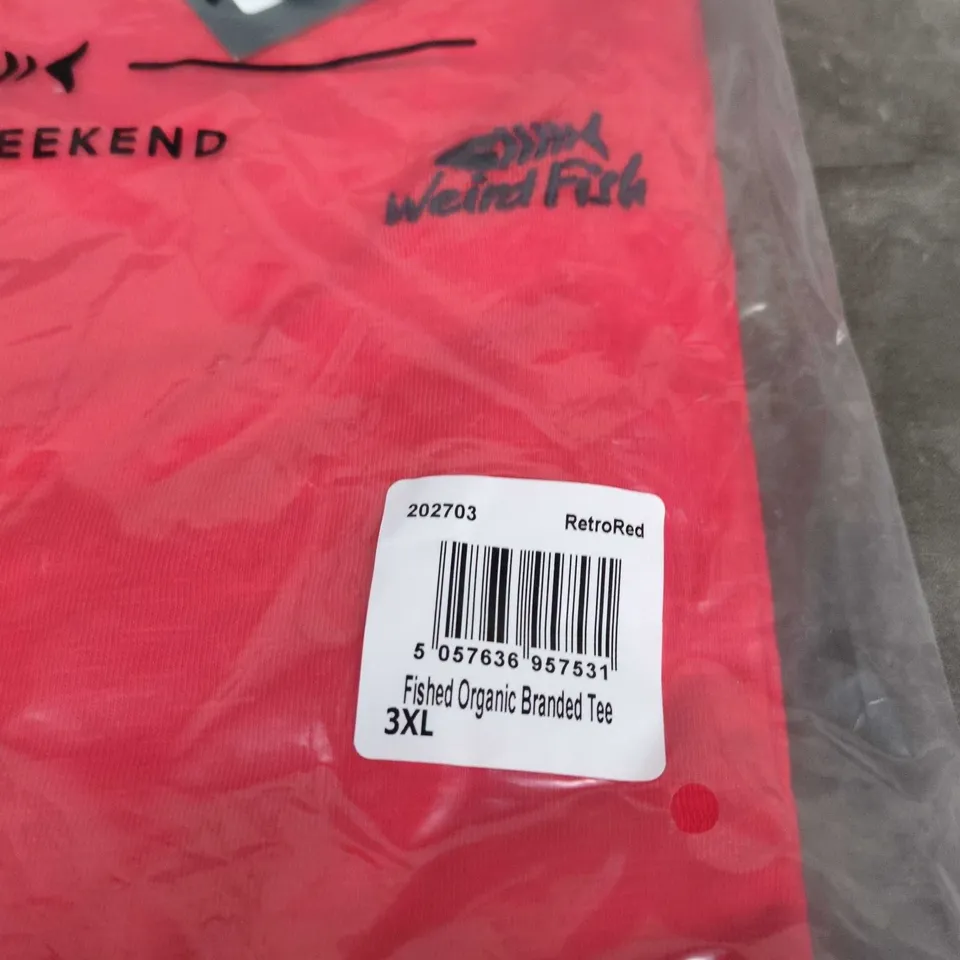 EEKEND
Weird Fish
202703 RetroRed
5 057636 957531
Fished Organic Branded Tee
3XL